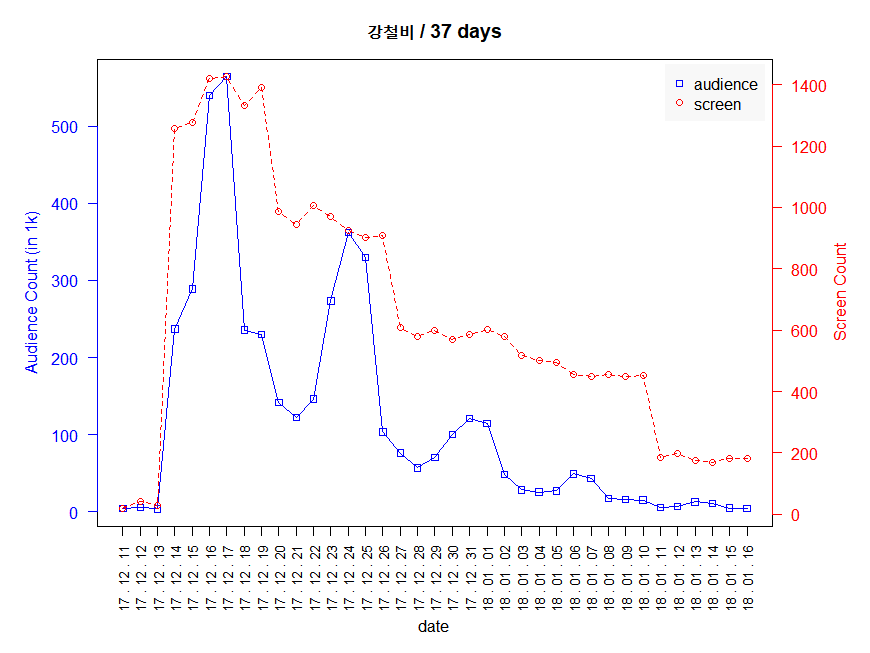 강철비 / 37 days
audience
screen
Audience Count (in 1k)
500
400
300
200
100
0
1400
1200
1000
800
600
400
200
0
Screen Count
17 . 12 . 11
17 . 12 . 12
17 . 12 . 13
17 . 12 . 14
17 . 12 . 15
17 . 12 . 16
17 . 12 . 17
17 . 12 . 18
17 . 12 . 19
17 . 12 . 20
17 . 12 . 21
17 . 12 . 22
17 . 12 . 23
17 . 12 . 24
17 . 12 . 25
17 . 12 . 26
17 . 12 . 27
17 . 12 . 28
17 . 12 . 29
17 . 12 . 30
17 . 12 . 31
18 . 01 . 01
18 . 01 . 02
18 . 01 . 03
18 . 01 . 04
18 . 01 . 05
18 . 01 . 06
18 . 01 . 07
18 . 01 . 08
18 . 01 . 09
18 . 01 . 10
18 . 01 . 11
18 . 01 . 12
18 . 01 . 13
18 . 01 . 14
18 . 01 . 15
18 . 01 . 16
date